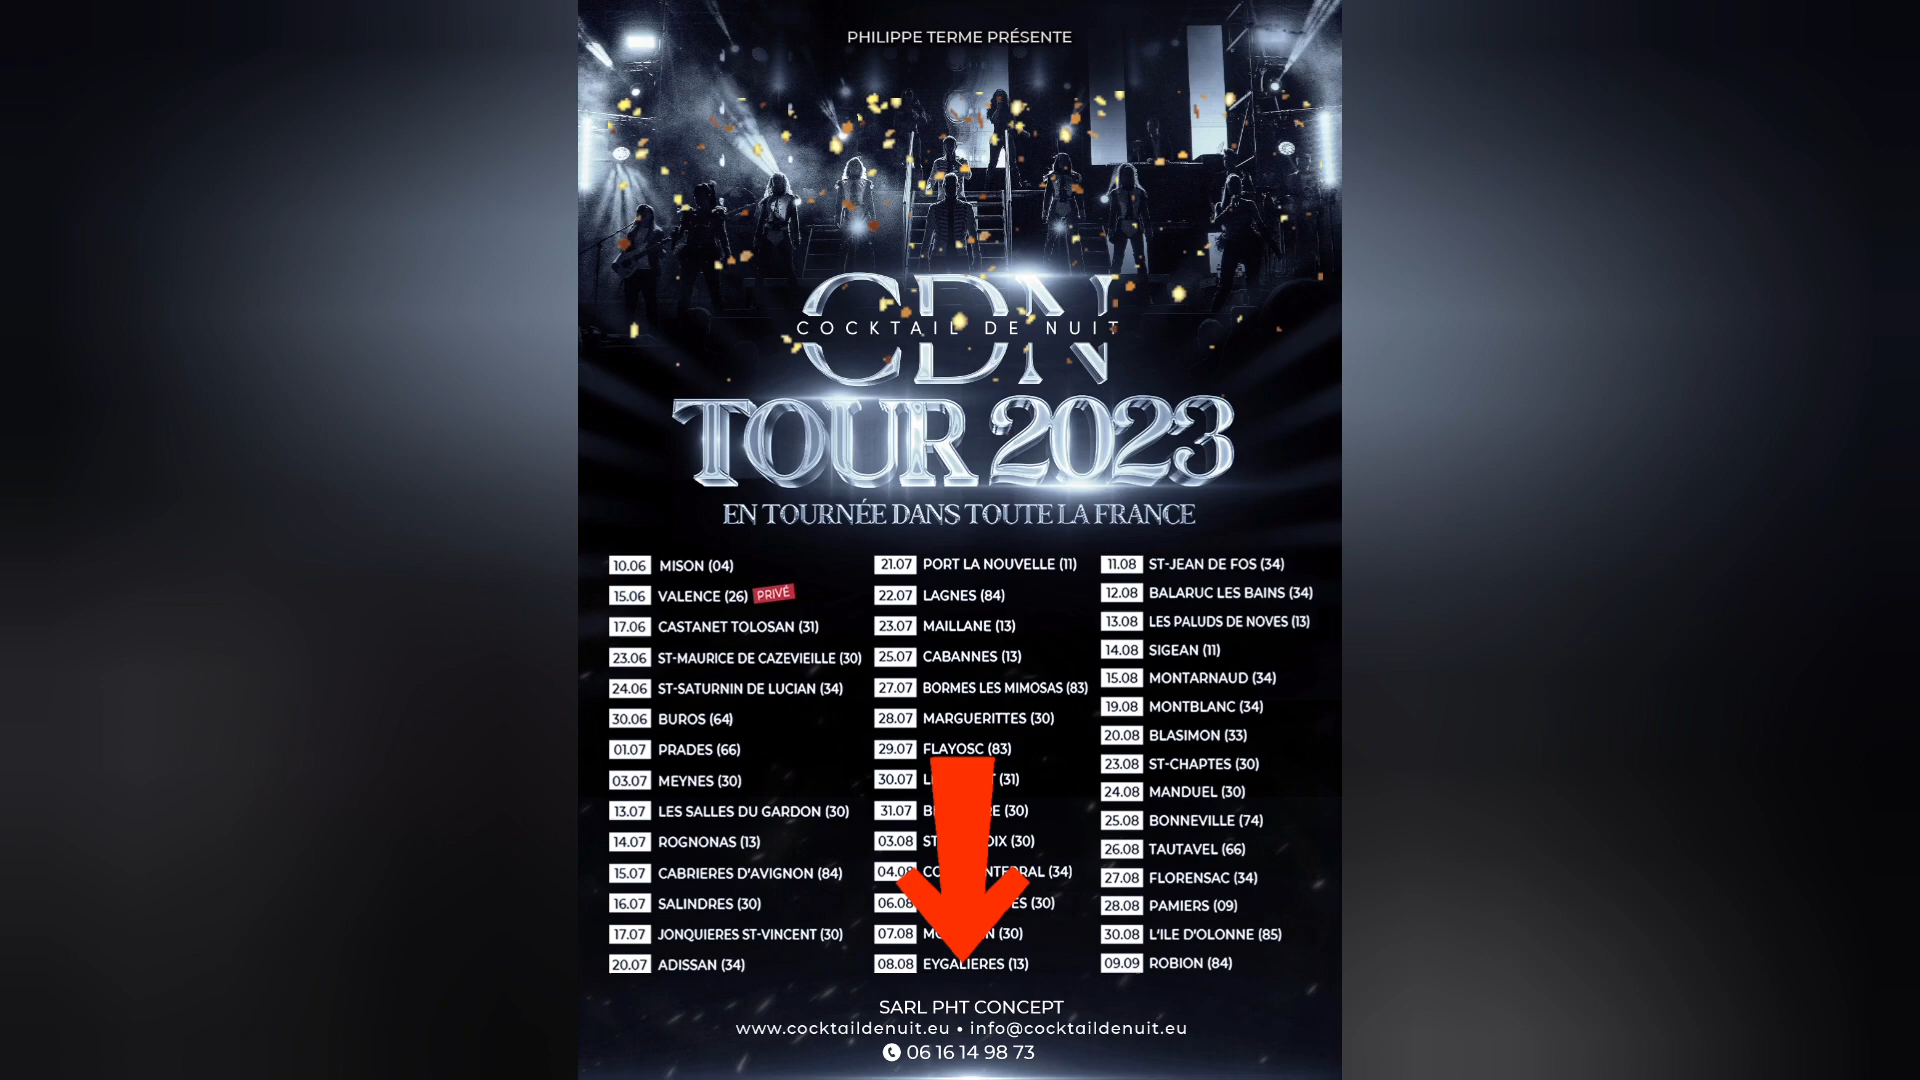 PHILIPPE TERME PRÉSENTE
CDN
COCKTAIL DE NUIT
TOUR 2023
EN TOURNÉE DANS TOUTE LA FRANCE
10.06 MISON (04)
15.06 VALENCE (26) PRIVÉ
17.06 CASTANET TOLOSAN (31)
23.06 ST-MAURICE DE CAZEVIEILLE (30)
24.06 ST-SATURNIN DE LUCIAN (34)
30.06 BUROS (64)
01.07 PRADES (66)
03.07 MEYNES (30)
13.07 LES SALLES DU GARDON (30)
14.07 ROGNONAS (13)
15.07 CABRIERES D'AVIGNON (84)
16.07 SALINDRES (30)
17.07 JONQUIERES ST-VINCENT (30)
20.07 ADISSAN (34)
21.07 PORT LA NOUVELLE (11)
22.07 LAGNES (84)
23.07 MAILLANE (13)
25.07 CABANNES (13)
27.07 BORMES LES MIMOSAS (83)
28.07 MARGUERITTES (30)
29.07 FLAYOSC (83)
30.07 (31)
31.07 (30)
03.08 (30)
04.08 (34)
06.08 (30)
07.08 (30)
08.08 EYGALIERES (13)
11.08 ST-JEAN DE FOS (34)
12.08 BALARUC LES BAINS (34)
13.08 LES PALUDS DE NOVES (13)
14.08 SIGEAN (11)
15.08 MONTARNAUD (34)
19.08 MONTBLANC (34)
20.08 BLASIMON (33)
23.08 ST-CHAPTES (30)
24.08 MANDUEL (30)
25.08 BONNEVILLE (74)
26.08 TAUTAVEL (66)
27.08 FLORENSAC (34)
28.08 PAMIERS (09)
30.08 L'ILE D'OLONNE (85)
09.09 ROBION (84)
SARL PHT CONCEPT
www.cocktaildenuit.eu • info@cocktaildenuit.eu
06 16 14 98 73